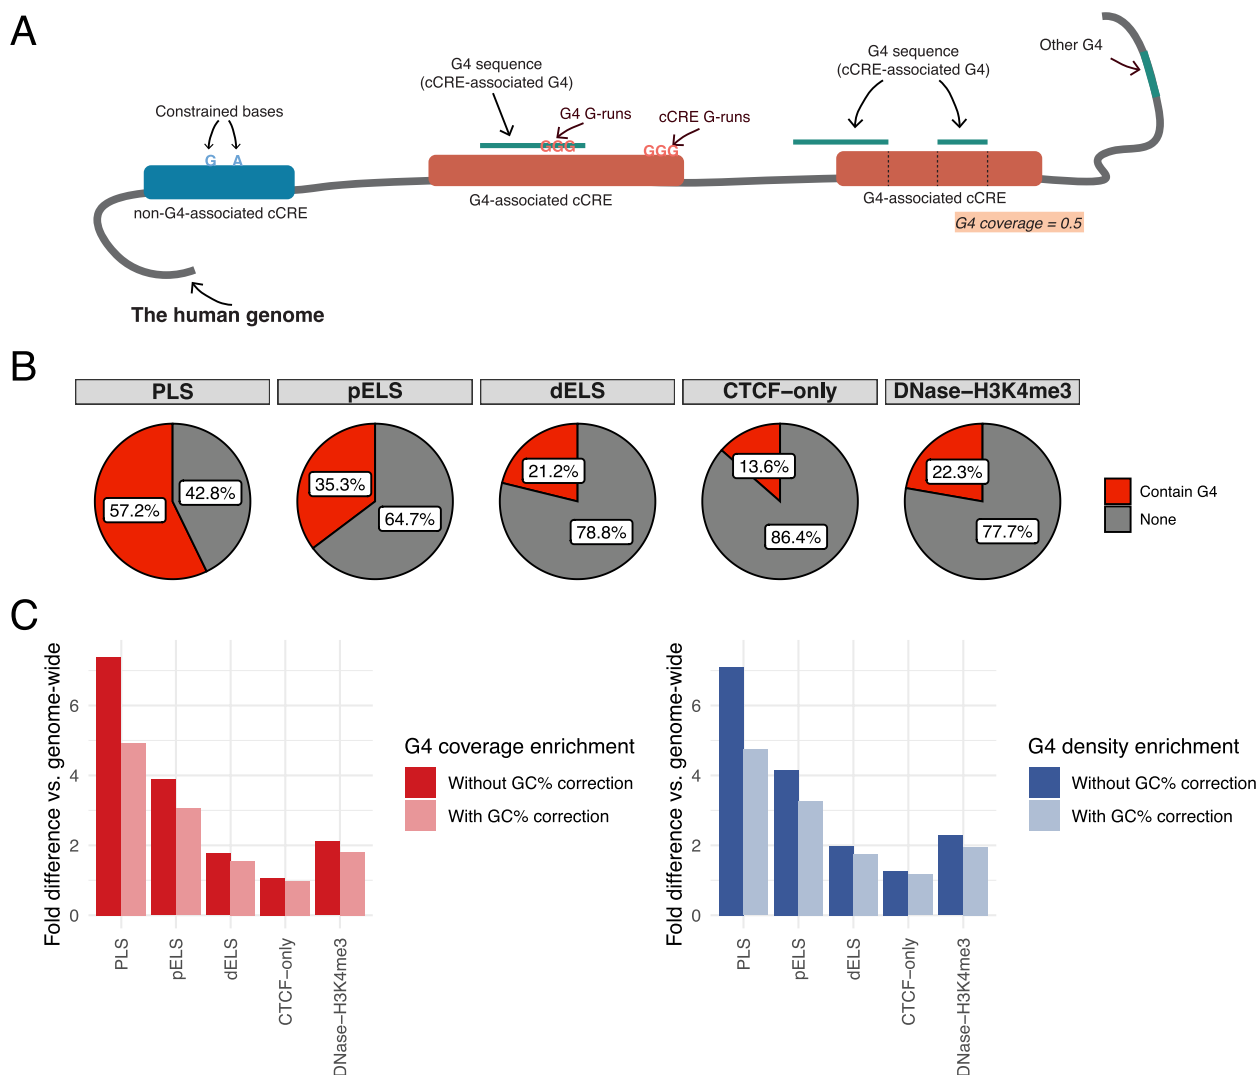 A
Constrained bases
G A
non-G4-associated cCRE
The human genome
G4 sequence
(cCRE-associated G4)
G4 G-runs
GGG
cCRE G-runs
GGG
G4-associated cCRE
G4 sequence
(cCRE-associated G4)
G4-associated cCRE
G4 coverage = 0.5
Other G4
B
PLS
pELS
dELS
CTCF−only
DNase−H3K4me3
57.2%
42.8%
35.3%
64.7%
21.2%
78.8%
13.6%
86.4%
22.3%
77.7%
Contain G4
None
C
Fold difference vs. genome-wide
6
4
2
0
PLS
pELS
dELS
CTCF−only
DNase−H3K4me3
G4 coverage enrichment
Without GC% correction
With GC% correction
Fold difference vs. genome-wide
6
4
2
0
PLS
pELS
dELS
CTCF−only
DNase−H3K4me3
G4 density enrichment
Without GC% correction
With GC% correction